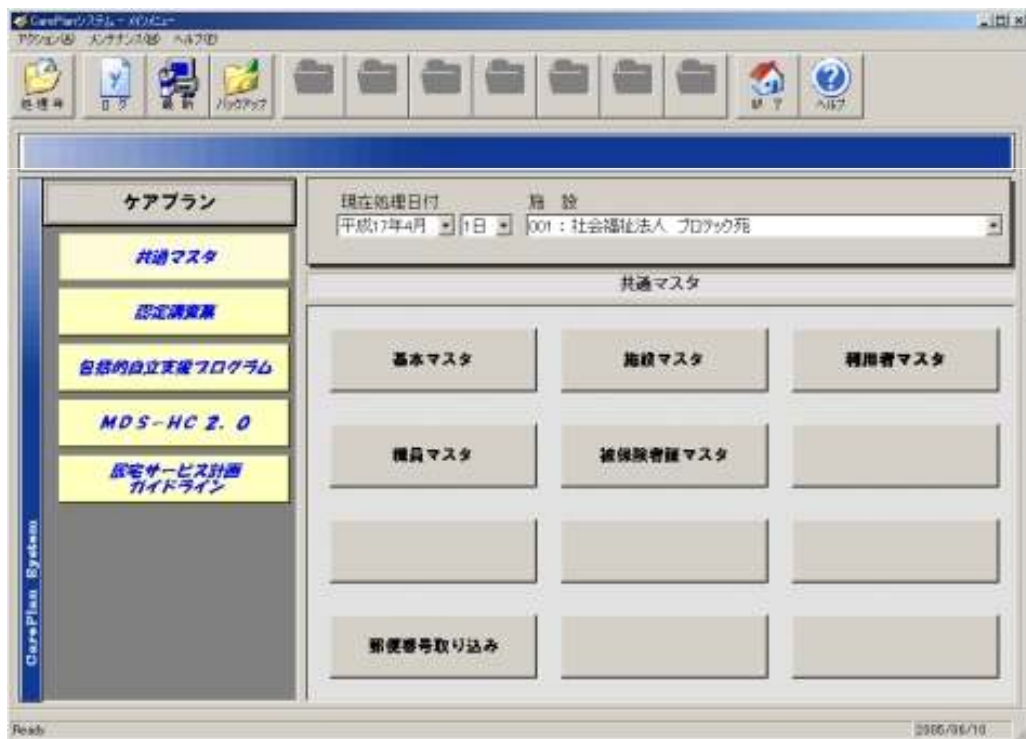 CarePlanシステム - メインメニュー
アクション(A) メンテナンス(M) ヘルプ(H)
処理年
ログ
最新
バックアップ
終了
ヘルプ
ケアプラン
現在処理日付
施 設
平成17年4月
1日
001:社会福祉法人 プロテック苑
共通マスタ
認定調査票
包括的自立支援プログラム
MDS-HC 2.0
居宅サービス計画
ガイドライン
共通マスタ
基本マスタ
施設マスタ
利用者マスタ
職員マスタ
被保険者証マスタ
郵便番号取り込み
CarePlan System
Ready
2005/06/10